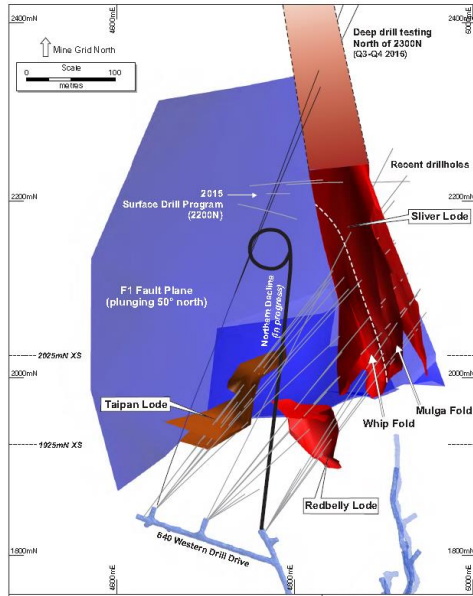 4600mE
5000mE
2400mN
2400mN
Mine Grid North
Scale
0 100
metres
Deep drill testing
North of 2300N
(Q3-Q4 2016)
Recent drillholes
2200mN
2200mN
2015
Surface Drill Program
(2200N)
Sliver Lode
F1 Fault Plane
(plunging 50° north)
Northern Decline
(In progress)
2025mN XS
2000mN
2000mN
Taipan Lode
Mulga Fold
Whip Fold
1925mN XS
Redbelly Lode
840 Western Drill Drive
1800mN
1800mN
4600mE
4800mE
5000mE